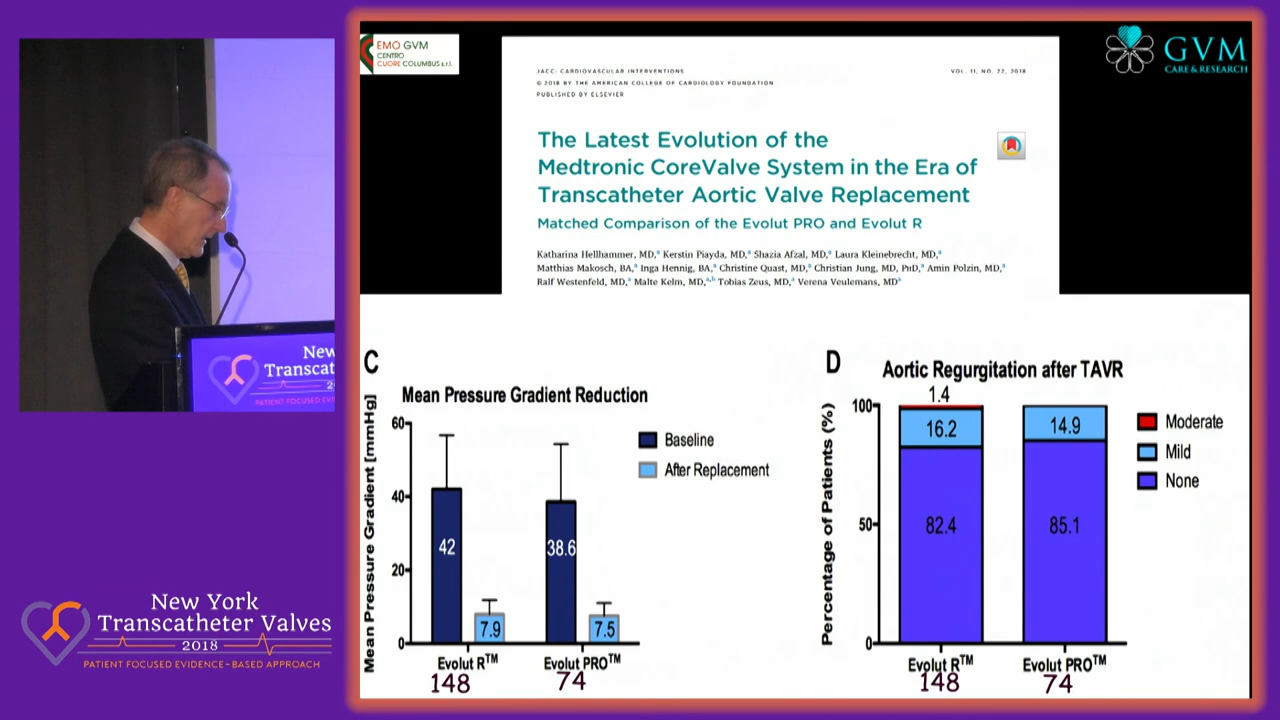 EMO GVM
CENTRO
CUORE COLUMBUS s.r.l.
GVM
CARE & RESEARCH
JACC: CARDIOVASCULAR INTERVENTIONS
VOL. 11, NO. 22, 2018
© 2018 BY THE AMERICAN COLLEGE OF CARDIOLOGY FOUNDATION
PUBLISHED BY ELSEVIER
The Latest Evolution of the
Medtronic CoreValve System in the Era of
Transcatheter Aortic Valve Replacement
Matched Comparison of the Evolut PRO and Evolut R
Katharina Hellhammer, MD,a Kerstin Piayda, MD,a Shazia Afzal, MD,a Laura Kleinebrecht, MD,a
Matthias Makosch, BA,a Inga Hennig, BA,a Christine Quast, MD,a Christian Jung, MD, PhD,a Amin Polzin, MD,a
Ralf Westenfeld, MD,a Malte Kelm, MD,a,b Tobias Zeus, MD,a Verena Veulemans, MDa
C
Mean Pressure Gradient Reduction
Mean Pressure Gradient [mmHg]
60
40
20
0
42
7.9
38.6
7.5
Baseline
After Replacement
Evolut R™
Evolut PRO™
148
74
D
Aortic Regurgitation after TAVR
Percentage of Patients (%)
100
50
0
1.4
16.2
82.4
14.9
85.1
Moderate
Mild
None
Evolut R™
Evolut PRO™
148
74
New
Transcat
2
PATIENT FOCUSED EVI
New York
Transcatheter Valves
2018
PATIENT FOCUSED EVIDENCE-BASED APPROACH